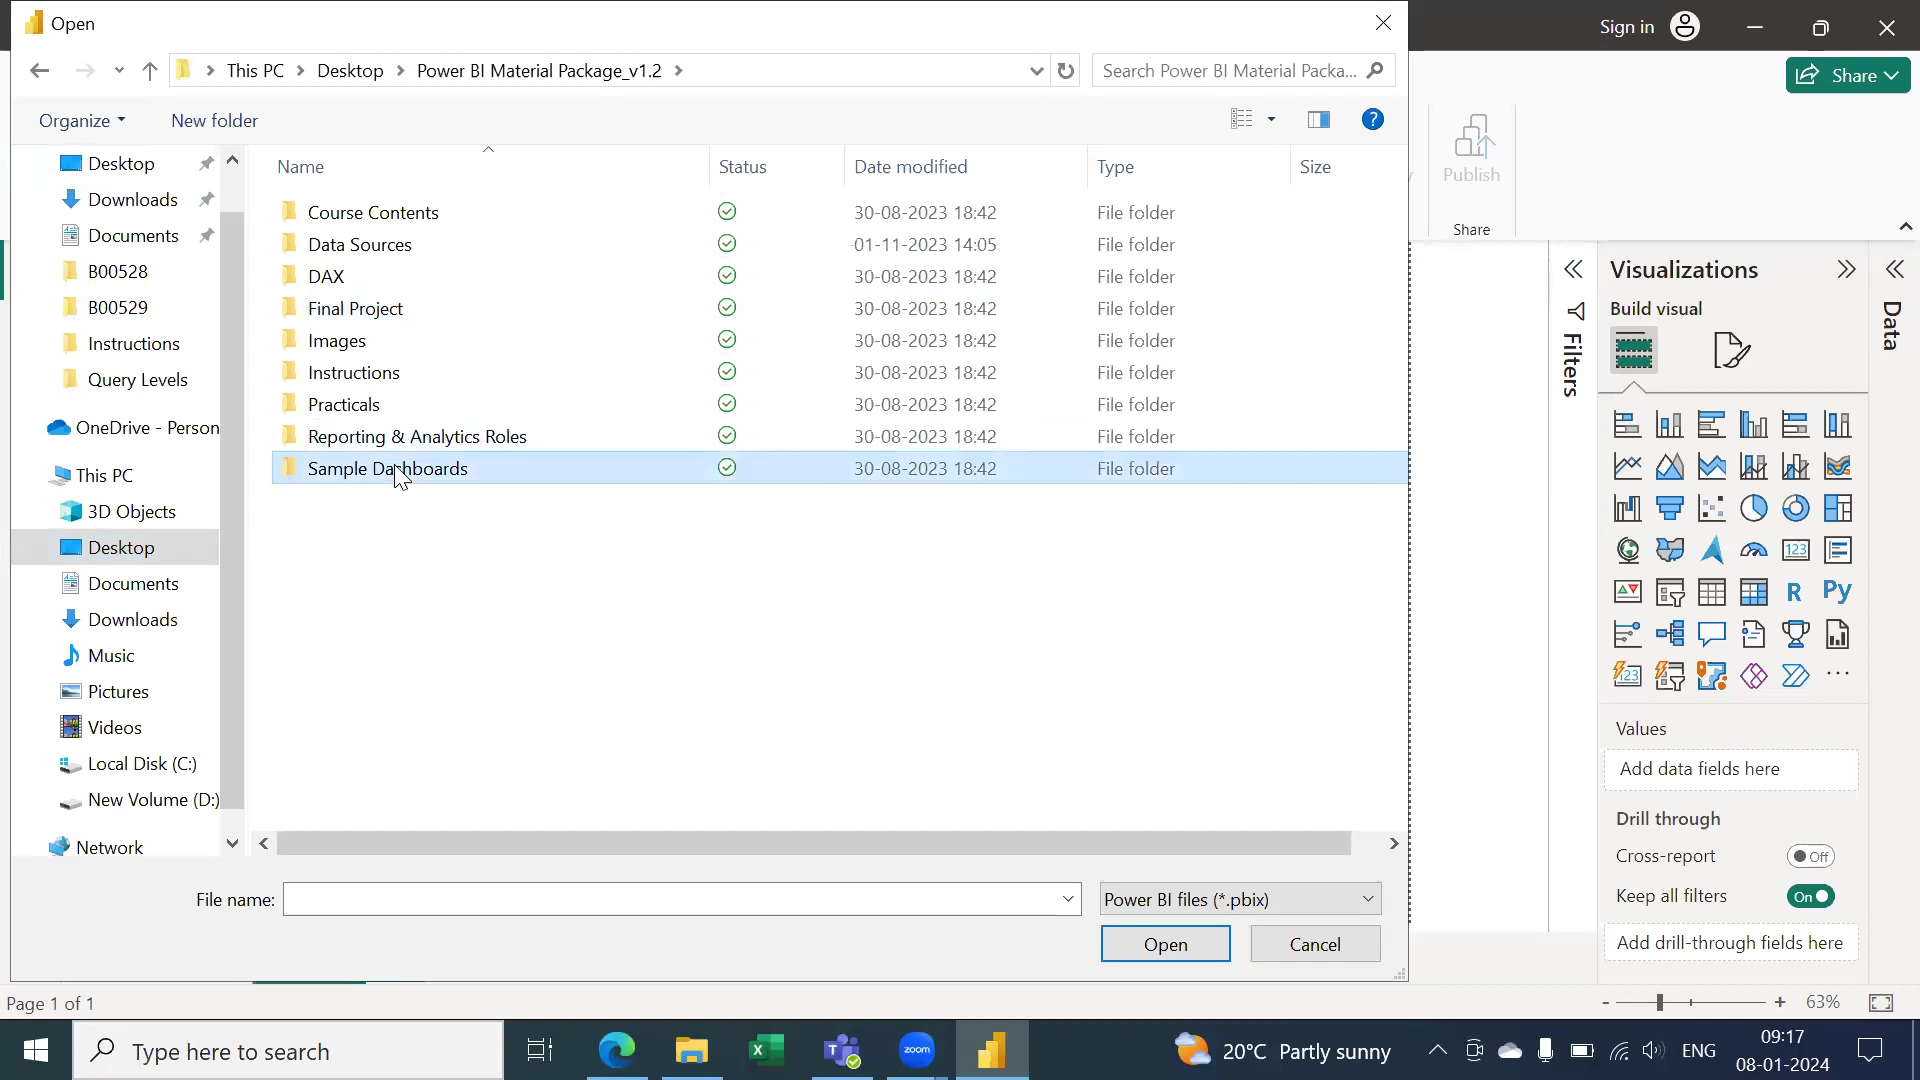 Open
Sign in
This PC > Desktop > Power BI Material Package_v1.2 >
Search Power BI Material Packa...
Share
Organize
New folder
Publish
Share
Name
Status
Date modified
Type
Size
Desktop
Downloads
Documents
B00528
B00529
Instructions
Query Levels
OneDrive - Person
This PC
3D Objects
Desktop
Documents
Downloads
Music
Pictures
Videos
Local Disk (C:)
New Volume (D:)
Network
Course Contents 30-08-2023 18:42 File folder
Data Sources 01-11-2023 14:05 File folder
DAX 30-08-2023 18:42 File folder
Final Project 30-08-2023 18:42 File folder
Images 30-08-2023 18:42 File folder
Instructions 30-08-2023 18:42 File folder
Practicals 30-08-2023 18:42 File folder
Reporting & Analytics Roles 30-08-2023 18:42 File folder
Sample Dashboards 30-08-2023 18:42 File folder
File name:
Power BI files (*.pbix)
Open
Cancel
Filters
Visualizations
Build visual
123
R
Py
123
...
Values
Add data fields here
Drill through
Cross-report
Off
Keep all filters
On
Add drill-through fields here
Data
Page 1 of 1
- + 63%
Type here to search
zoom
20°C Partly sunny
ENG
09:17
08-01-2024